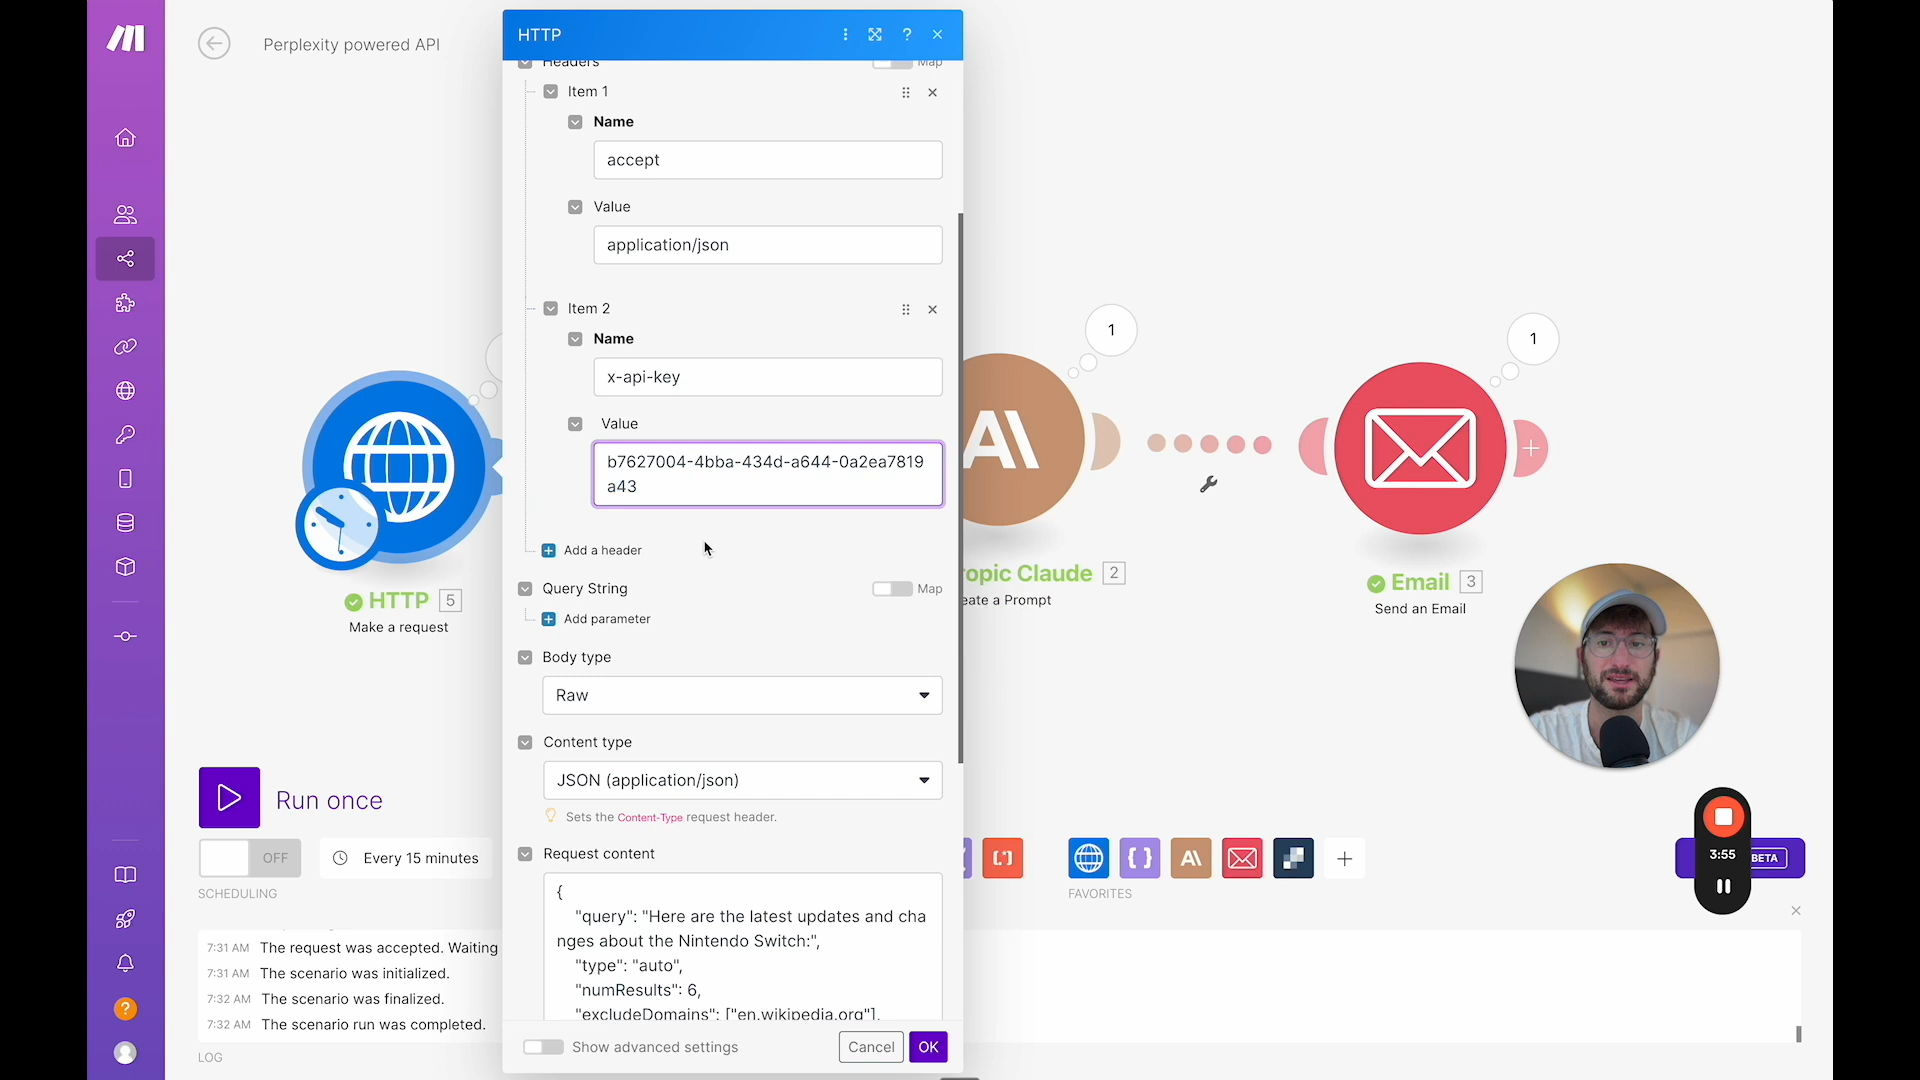 Perplexity powered API
HTTP
?
Headers
Map
Item 1
Name
accept
Value
application/json
Item 2
Name
x-api-key
Value
b7627004-4bba-434d-a644-0a2ea7819
a43
Add a header
Query String
Map
Add parameter
Body type
Raw
Content type
JSON (application/json)
Sets the Content-Type request header.
Request content
{
"query": "Here are the latest updates and cha
nges about the Nintendo Switch:",
"type": "auto",
"numResults": 6,
"excludeDomains": ["en.wikipedia.org"],
Show advanced settings
Cancel
OK
HTTP 5
Make a request
1
opic Claude 2
eate a Prompt
1
Email 3
Send an Email
Run once
OFF
Every 15 minutes
SCHEDULING
FAVORITES
3:55
BETA
7:31 AM The request was accepted. Waiting
7:31 AM The scenario was initialized.
7:32 AM The scenario was finalized.
7:32 AM The scenario run was completed.
LOG
?